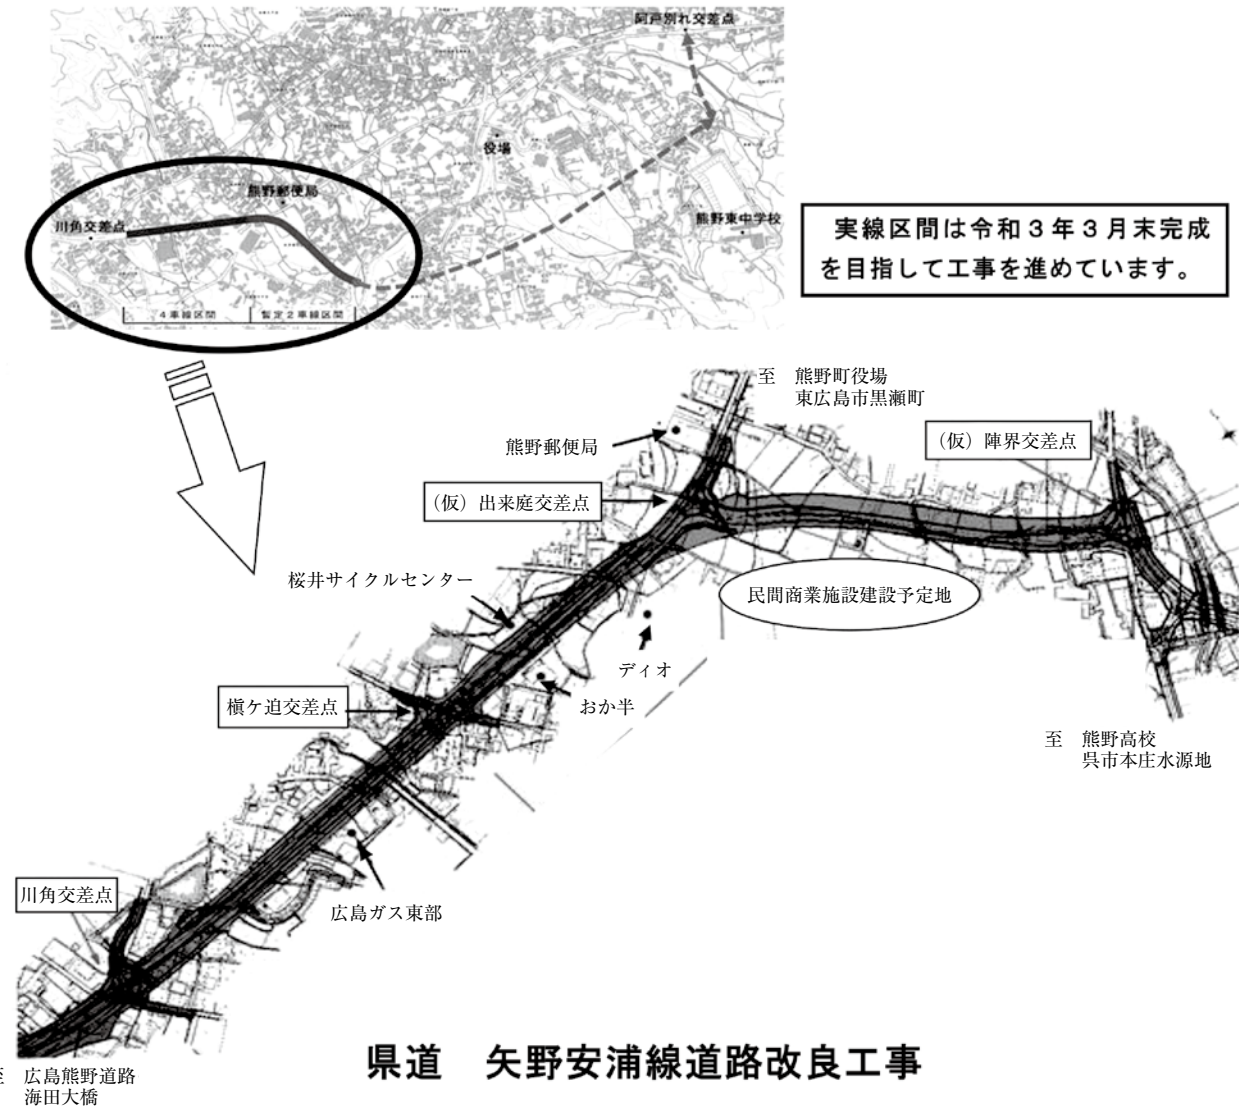 阿戸別れ交差点
役場
熊野郵便局
川角交差点
熊野東中学校
4車線区間
暫定2車線区間
実線区間は令和3年3月末完成
を目指して工事を進めています。
至 熊野町役場
東広島市黒瀬町
熊野郵便局
(仮)陣界交差点
(仮)出来庭交差点
桜井サイクルセンター
民間商業施設建設予定地
ディオ
おか半
槇ケ迫交差点
至 熊野高校
呉市本庄水源地
川角交差点
広島ガス東部
県道 矢野安浦線道路改良工事
至 広島熊野道路
海田大橋